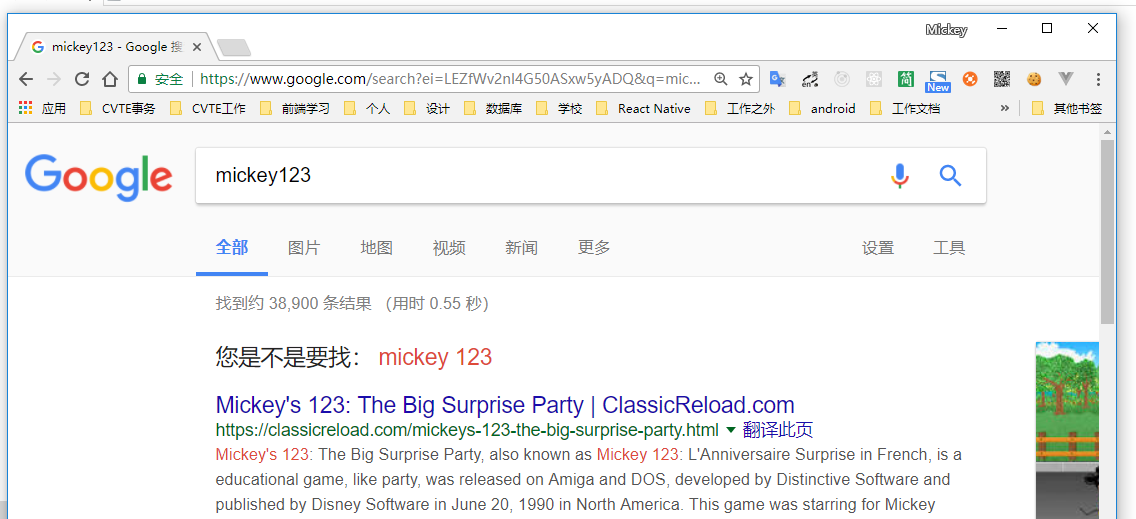 Mickey
mickey123 - Google 搜
安全 https://www.google.com/search?ei=LEZfWv2nI4G50ASxw5yADQ&q=mic...
en
简
New
应用 CVTE事务 CVTE工作 前端学习 个人 设计 数据库 学校 React Native 工作之外 android 工作文档 » 其他书签
Google
mickey123
全部 图片 地图 视频 新闻 更多 设置 工具
找到约 38,900 条结果 (用时 0.55 秒)
您是不是要找: mickey 123
Mickey's 123: The Big Surprise Party | ClassicReload.com
https://classicreload.com/mickeys-123-the-big-surprise-party.html 翻译此页
Mickey's 123: The Big Surprise Party, also known as Mickey 123: L'Anniversaire Surprise in French, is a
educational game, like party, was released on Amiga and DOS, developed by Distinctive Software and
published by Disney Software in June 20, 1990 in North America. This game was starring for Mickey